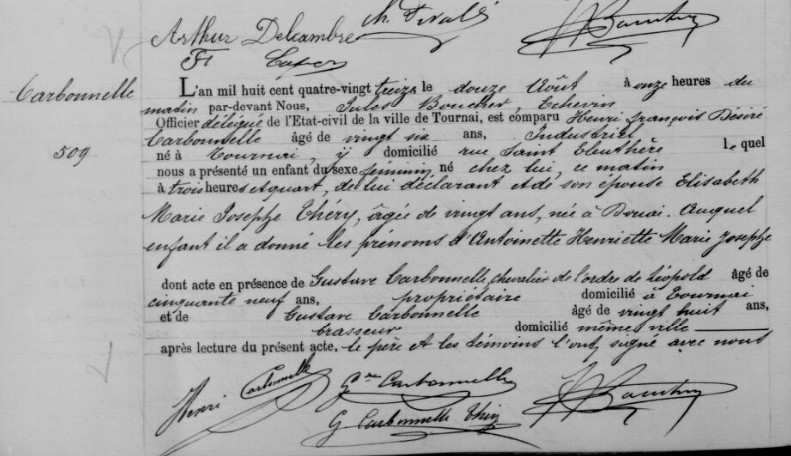 Arthur Delcambre
Carbonnelle
509
L'an mil huit cent quatre-vingt treize le douze Août à onze heures du
matin par-devant Nous, Jules Boucher, Echevin
Officier délégué de l'Etat-civil de la ville de Tournai, est comparu Henri François Désiré
Carbonnelle âgé de vingt six ans, Industriel,
né à Tournai, y domicilié rue Saint Eleuthère lequel
nous a présenté un enfant du sexe féminin, né chez lui, ce matin
à trois heures et quart, de lui déclarant et de son épouse Elisabeth
Marie Josephe Théry, âgée de vingt ans, née à Douai. Auquel
enfant il a donné les prénoms d'Antoinette Henriette Marie Josephe
dont acte en présence de Gustave Carbonnelle, chevalier de l'ordre de Léopold âgé de
cinquante neuf ans, propriétaire domicilié à Tournai
et de Gustave Carbonnelle âgé de vingt huit ans,
brasseur domicilié même ville
après lecture du présent acte, le père et les témoins l'ont signé avec nous
Henri Carbonnelle Gve Carbonnelle
G Carbonnelle Théry